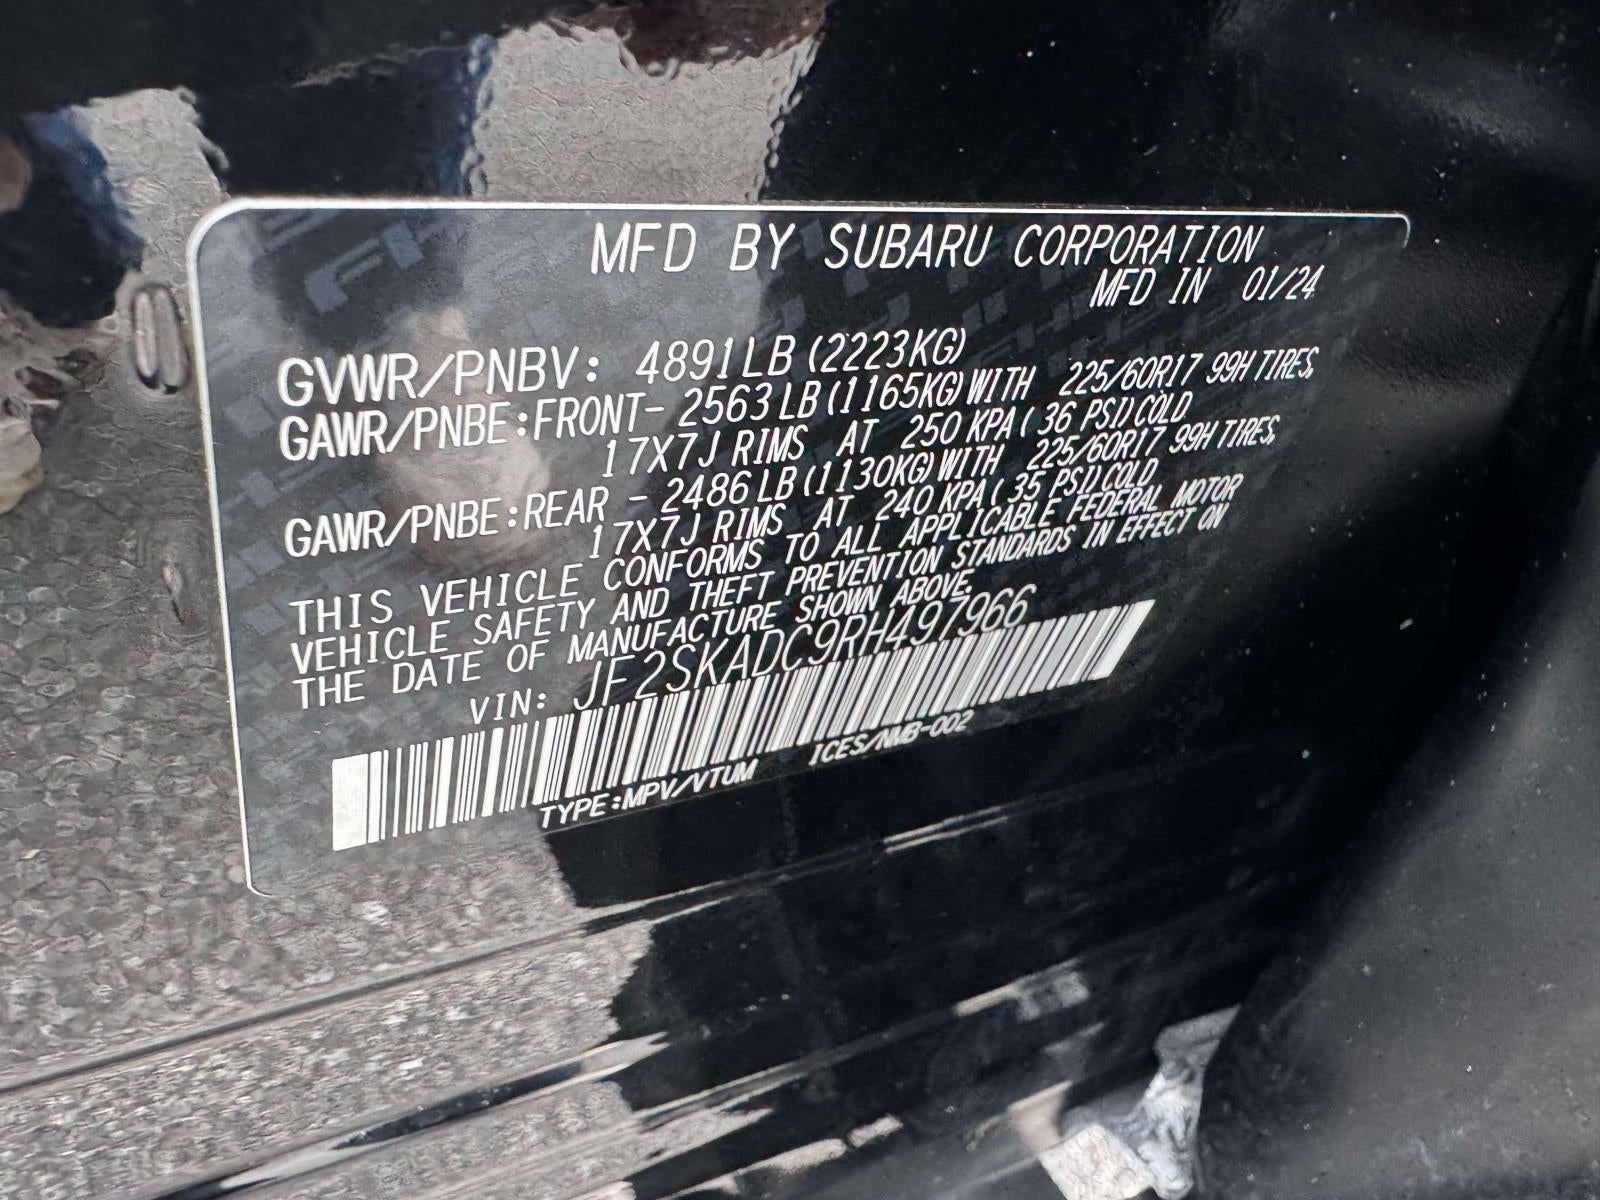 MFD BY SUBARU CORPORATION
MFD IN 01/24
GVWR/PNBV: 4891LB (2223KG)
GAWR/PNBE:FRONT- 2563LB (1165KG)WITH 225/60R17 99H TIRES,
17X7J RIMS AT 250 KPA( 36 PSI)COLD.
GAWR/PNBE:REAR - 2486LB (1130KG)WITH 225/60R17 99H TIRES,
17X7J RIMS AT 240 KPA( 35 PSI)COLD
THIS VEHICLE CONFORMS TO ALL APPLICABLE FEDERAL MOTOR
VEHICLE SAFETY AND THEFT PREVENTION STANDARDS IN EFFECT ON
THE DATE OF MANUFACTURE SHOWN ABOVE.
VIN: JF2SKADC9RH497966
TYPE:MPV/VTUM ICES/NMB-002